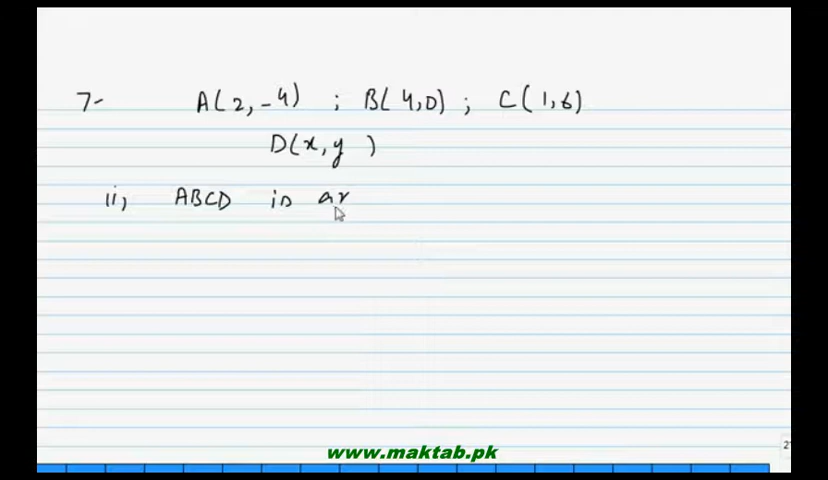 7- A(2,-4) ; B(4,0) ; C(1,6)
D(x,y )
ii, ABCD is ar
www.maktab.pk